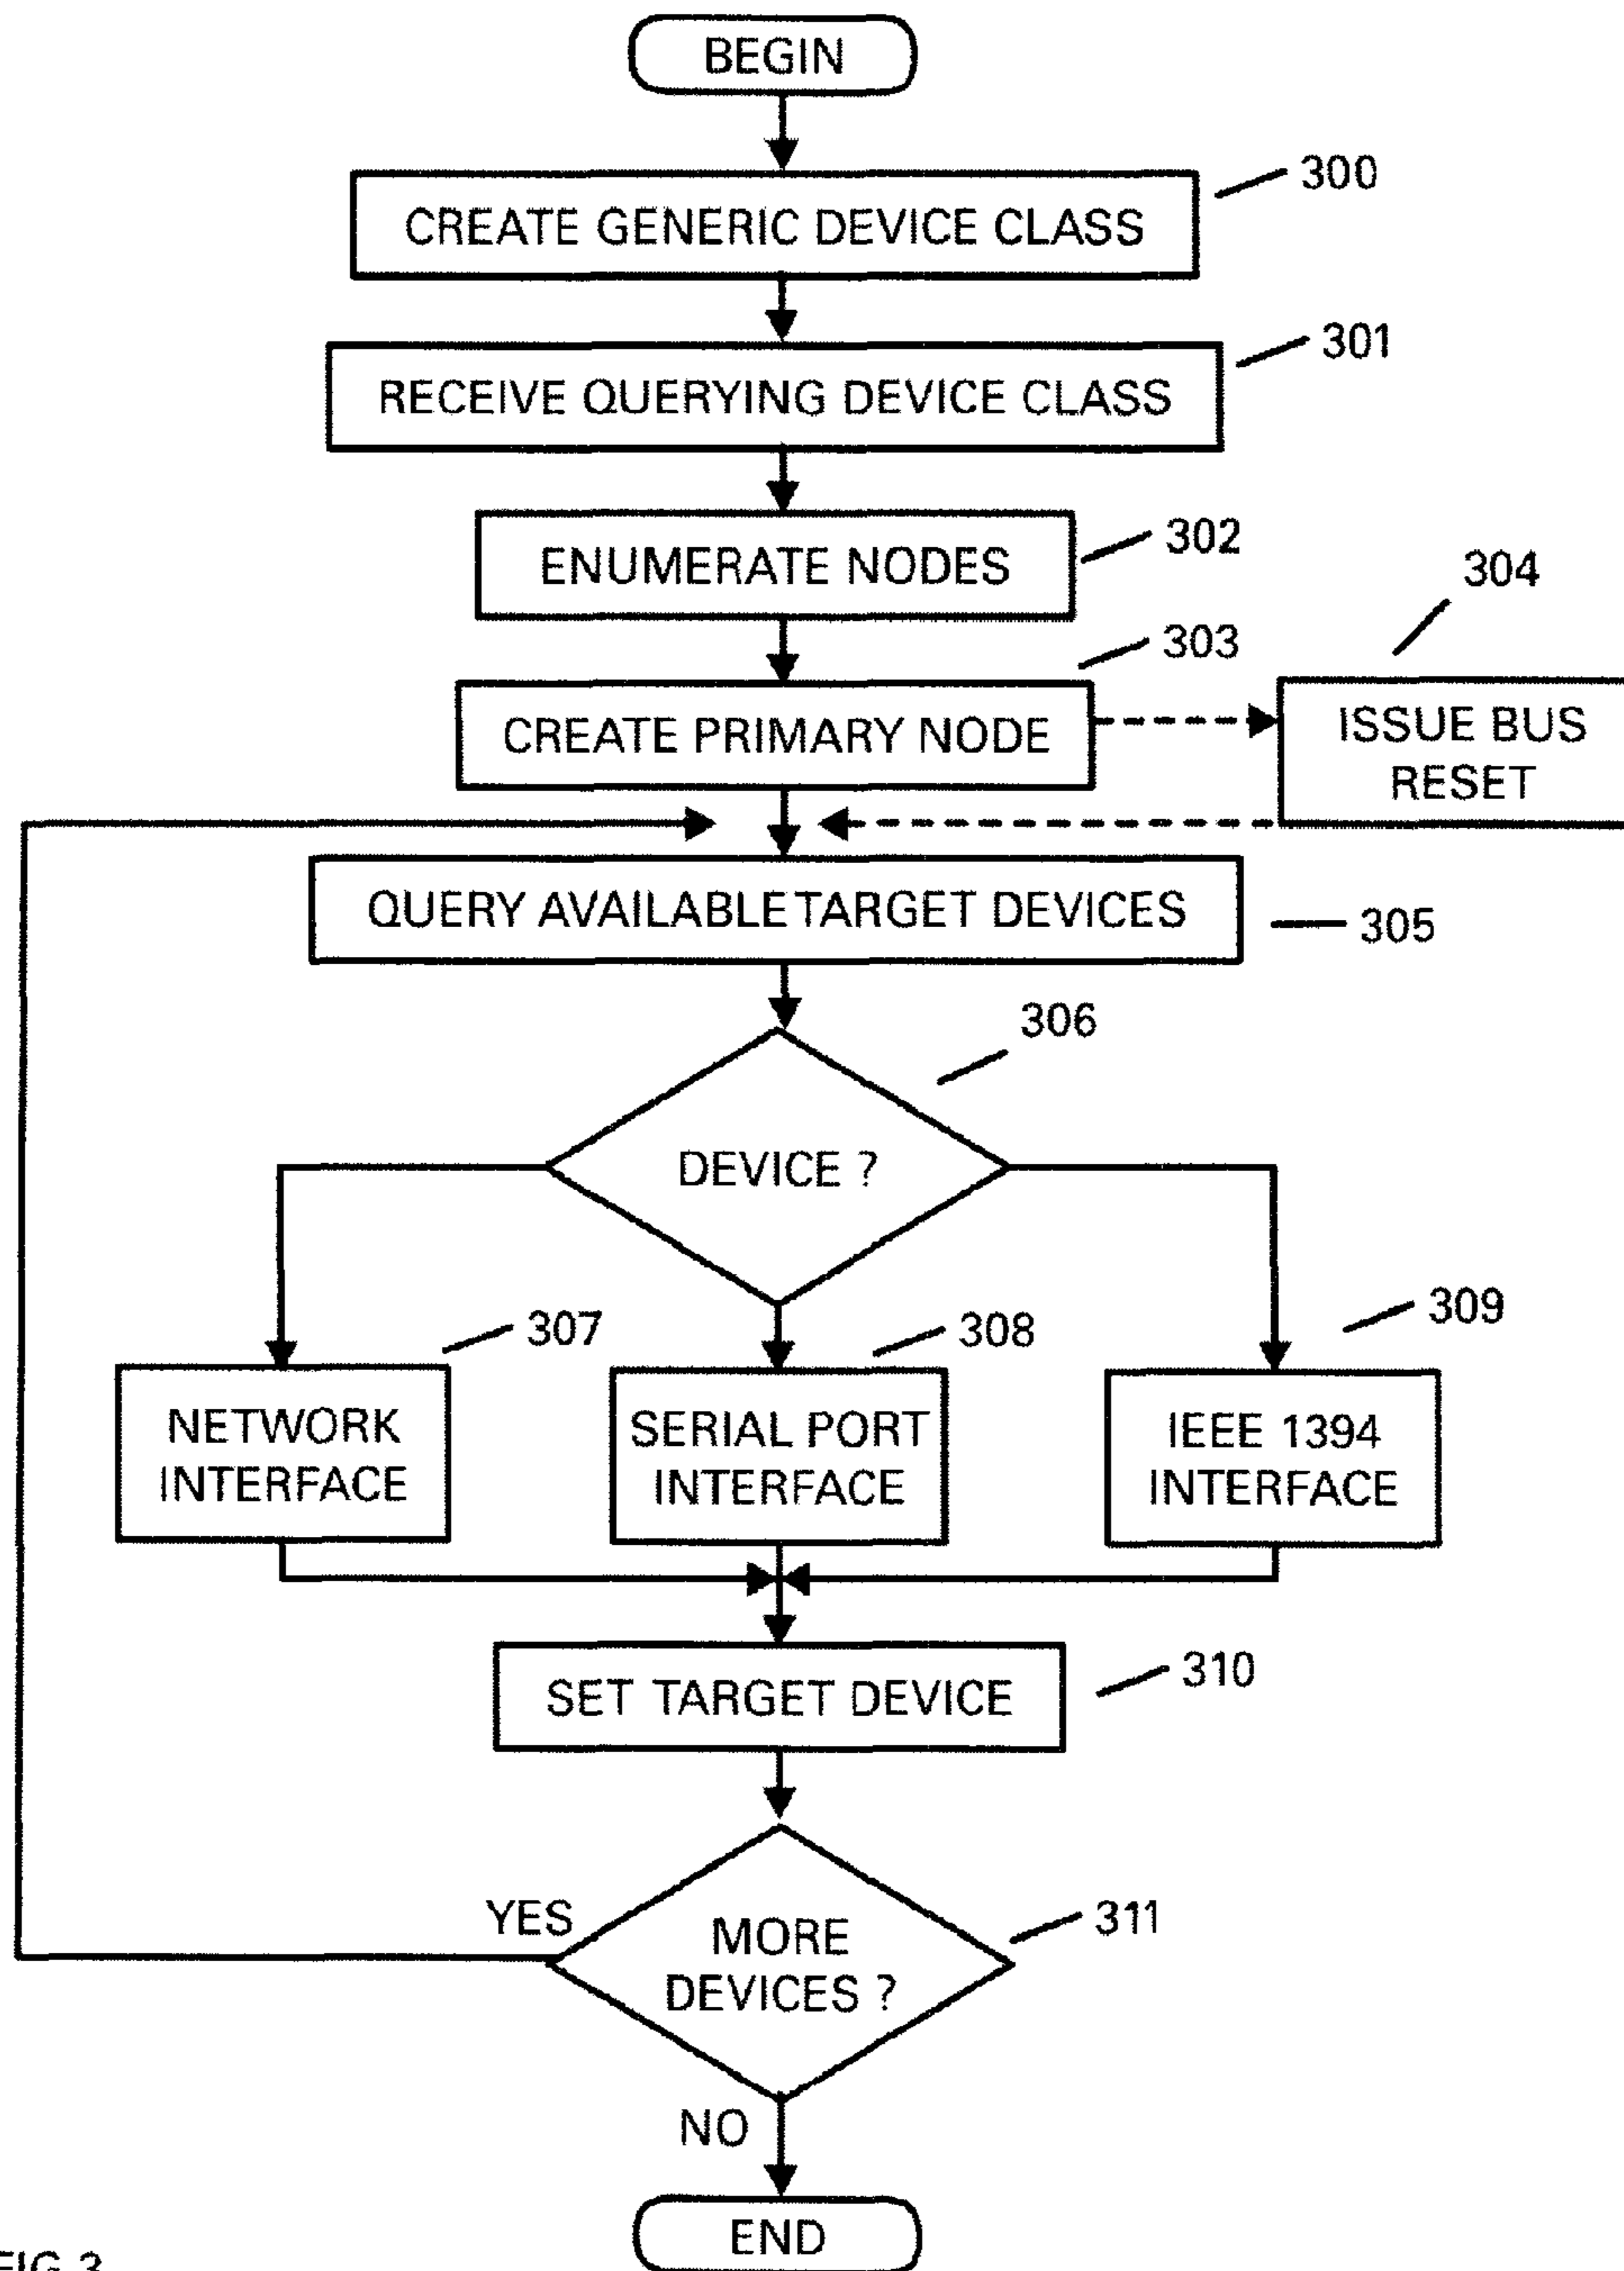 BEGIN
300
CREATE GENERIC DEVICE CLASS
301
RECEIVE QUERYING DEVICE CLASS
302
ENUMERATE NODES
303
304
CREATE PRIMARY NODE
ISSUE BUS
RESET
QUERY AVAILABLE TARGET DEVICES
305
306
DEVICE ?
307
308
309
NETWORK
INTERFACE
SERIAL PORT
INTERFACE
IEEE 1394
INTERFACE
310
SET TARGET DEVICE
YES
311
MORE
DEVICES ?
NO
END
FIG 3